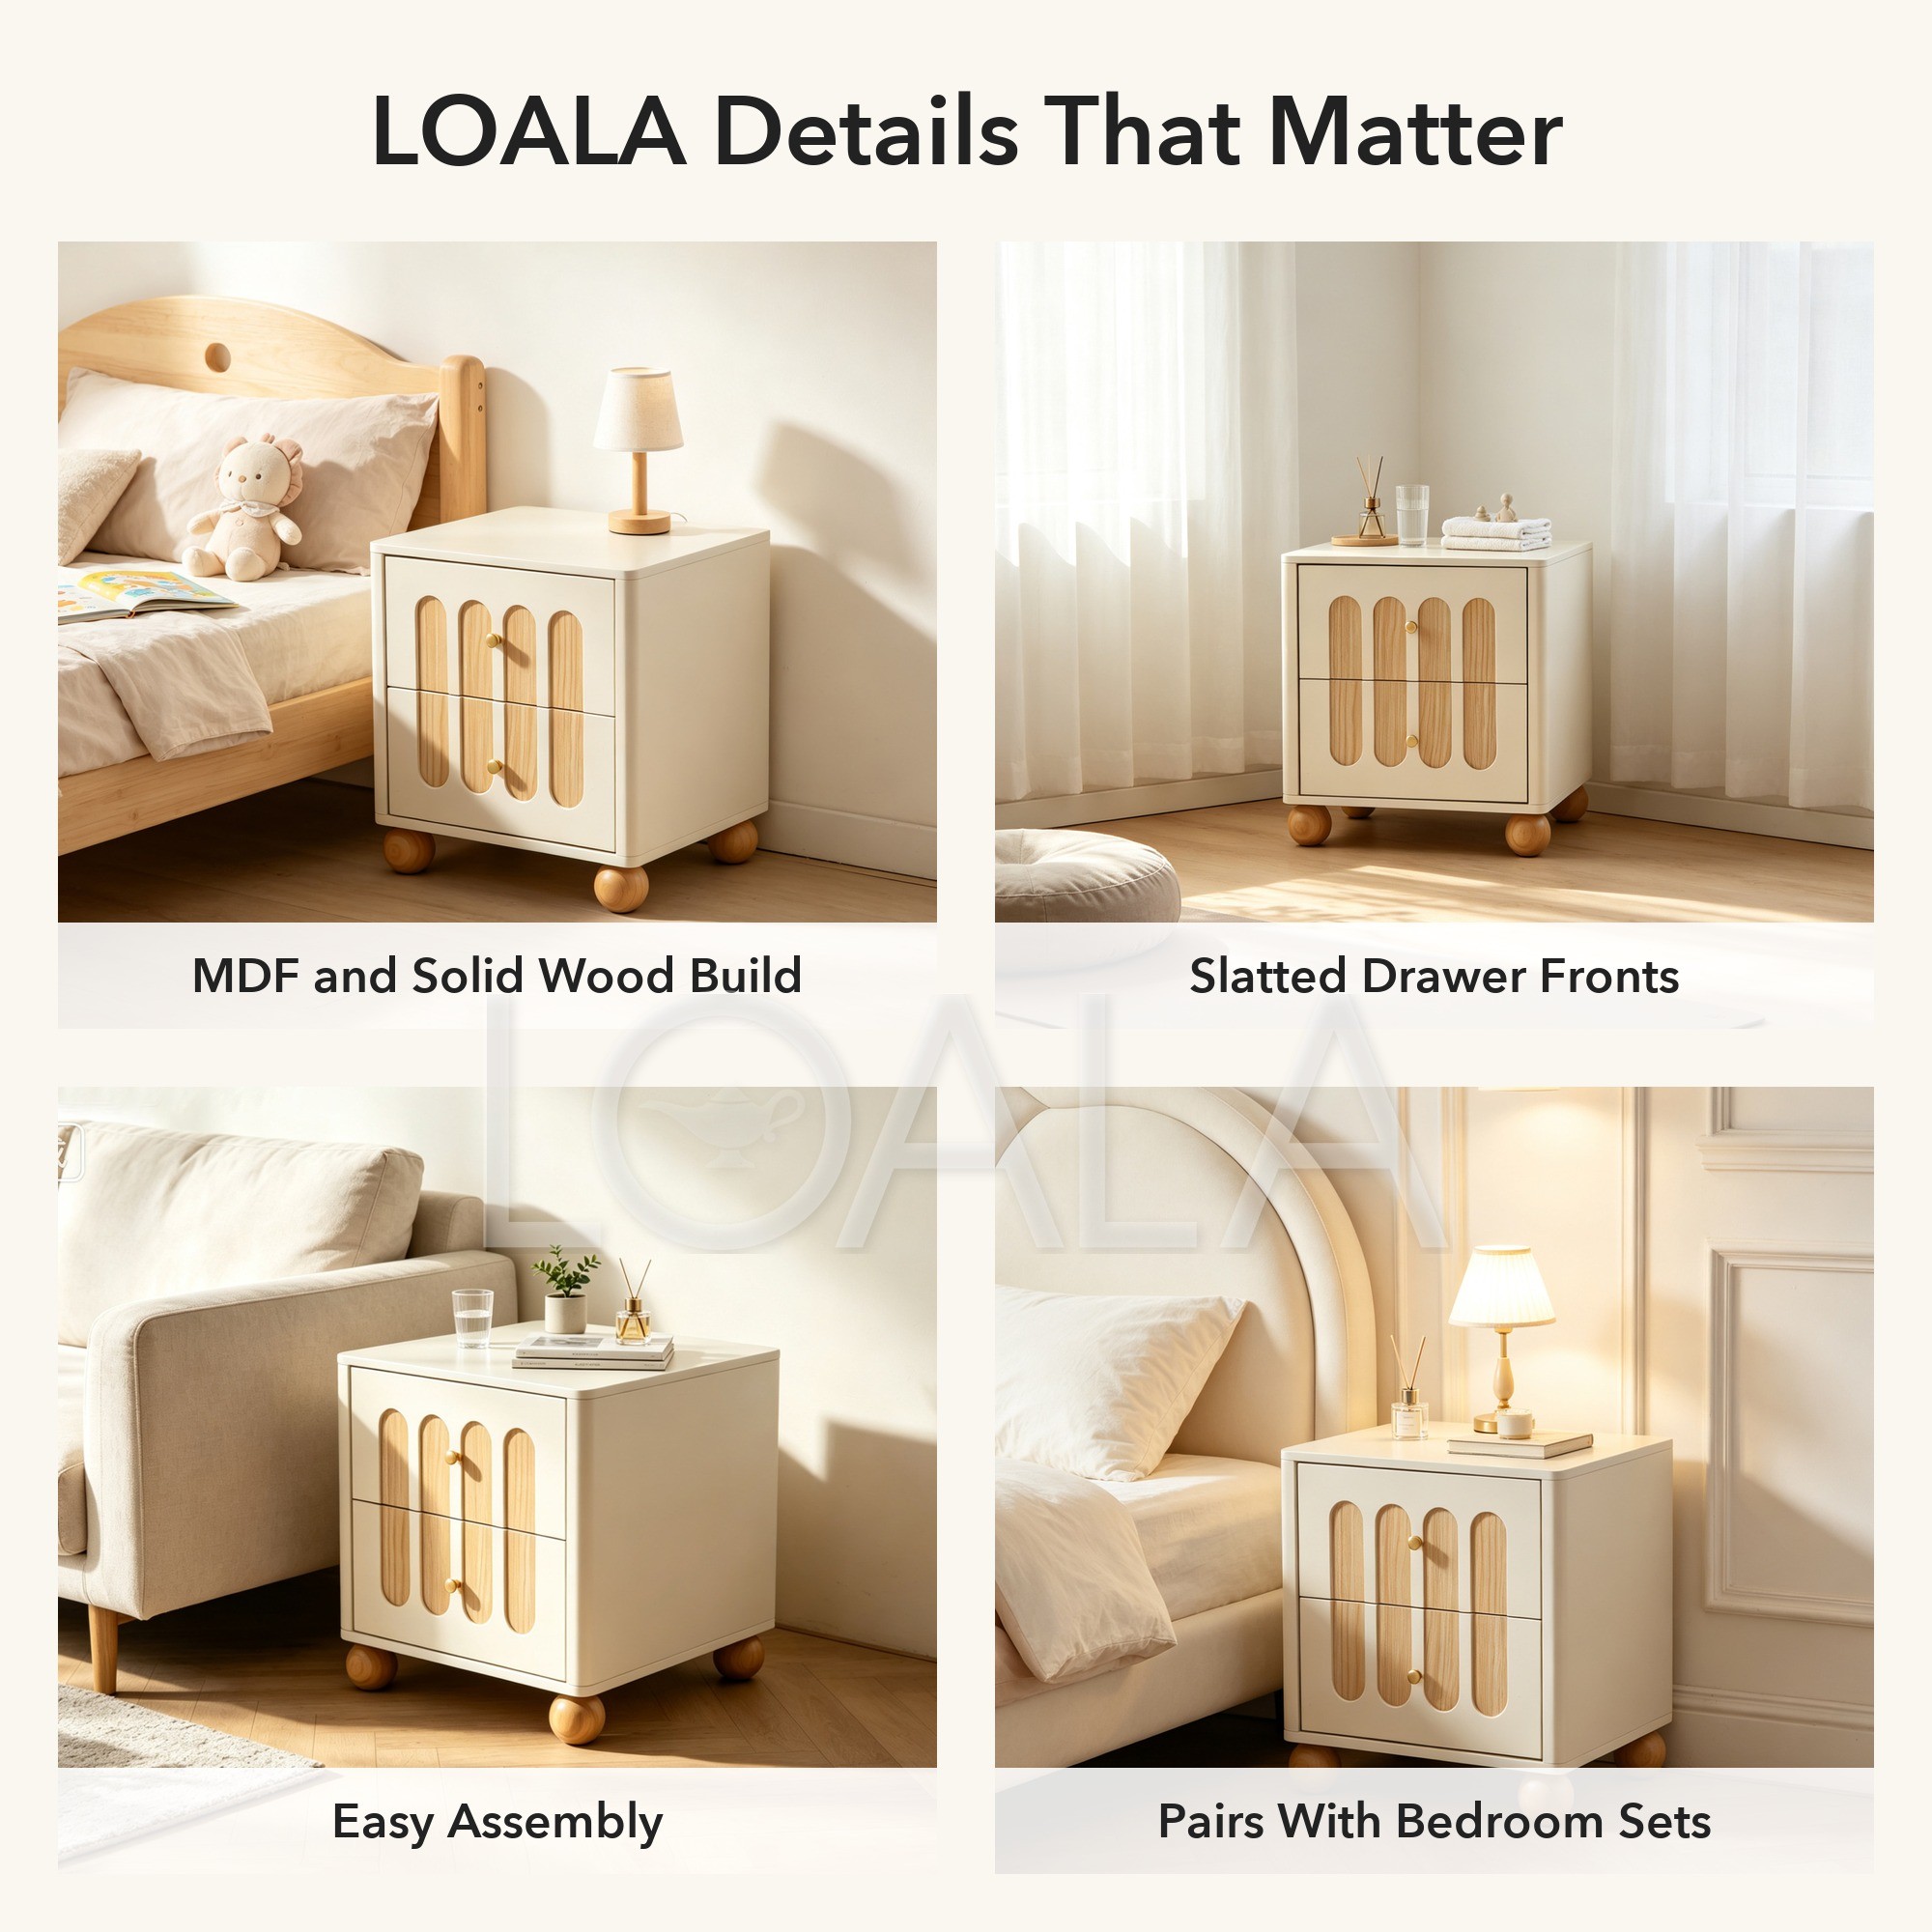 LOALA Details That Matter
MDF and Solid Wood Build
Slatted Drawer Fronts
LOALA
Easy Assembly
Pairs With Bedroom Sets